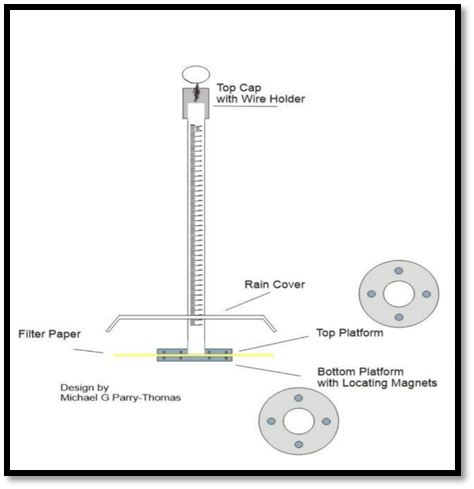 Top Cap
with Wire Holder
Rain Cover
Filter Paper
Top Platform
Bottom Platform
with Locating Magnets
Design by
Michael G Parry-Thomas